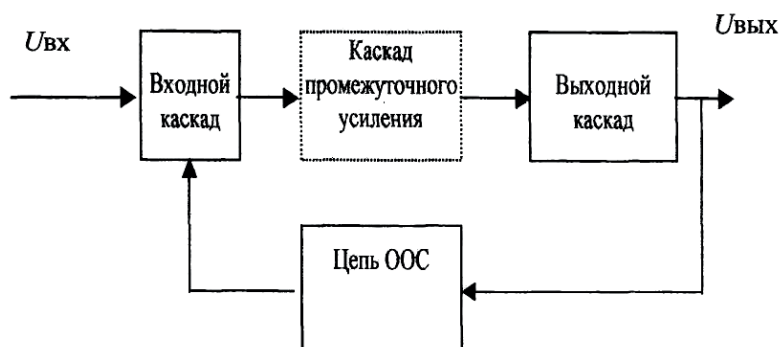 Uвх
Uвых
Входной
каскад
Каскад
промежуточного
усиления
Выходной
каскад
Цепь ООС